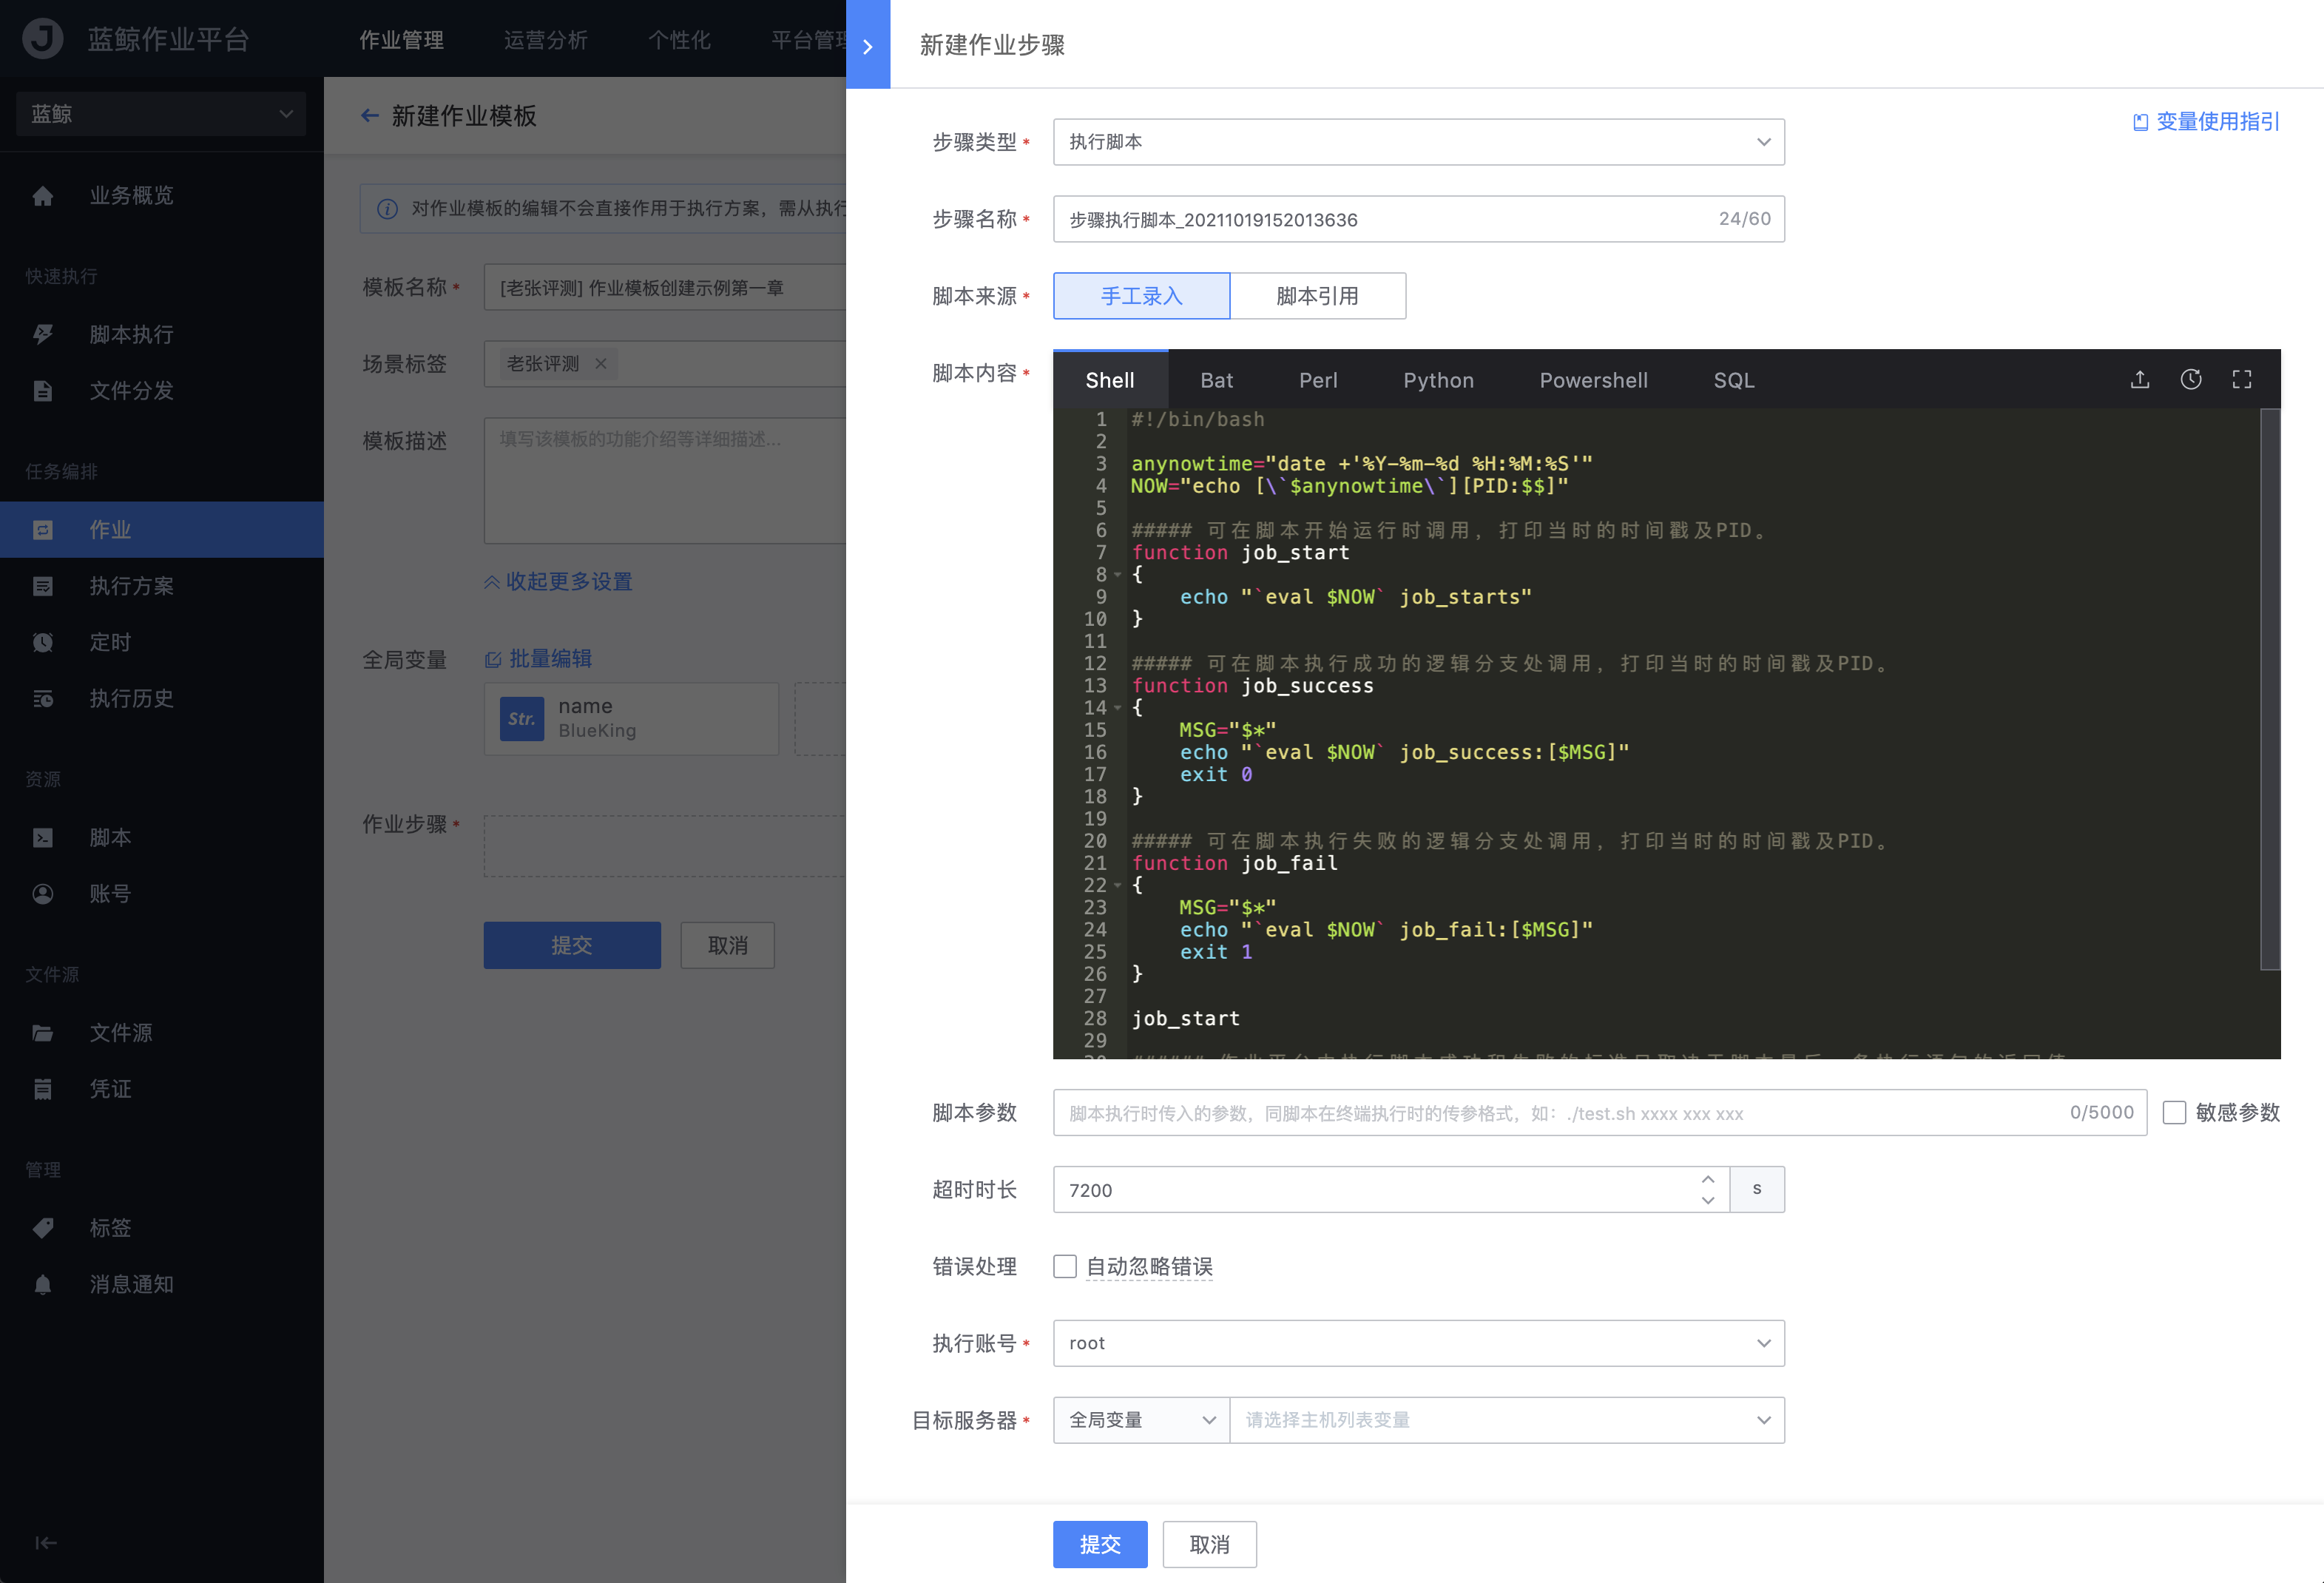 蓝鲸作业平台
作业管理
运营分析
个性化
平台管理
蓝鲸
业务概览
快速执行
脚本执行
文件分发
任务编排
作业
执行方案
定时
执行历史
资源
脚本
账号
文件源
文件源
凭证
管理
标签
消息通知
新建作业模板
对作业模板的编辑不会直接作用于执行方案，需从执行
模板名称 *
[老张评测] 作业模板创建示例第一章
场景标签
老张评测
模板描述
填写该模板的功能介绍等详细描述...
收起更多设置
全局变量
批量编辑
Str.
name
BlueKing
作业步骤 *
提交
取消
新建作业步骤
变量使用指引
步骤类型 *
执行脚本
步骤名称 *
步骤执行脚本_20211019152013636
24/60
脚本来源 *
手工录入
脚本引用
脚本内容 *
Shell
Bat
Perl
Python
Powershell
SQL
1 #!/bin/bash
2
3 anynowtime="date +'%Y-%m-%d %H:%M:%S'"
4 NOW="echo [\`$anynowtime\`][PID:$$]"
5
6 ##### 可在脚本开始运行时调用，打印当时的时间戳及PID。
7 function job_start
8 {
9     echo "`eval $NOW` job_starts"
10 }
11
12 ##### 可在脚本执行成功的逻辑分支处调用，打印当时的时间戳及PID。
13 function job_success
14 {
15     MSG="$*"
16     echo "`eval $NOW` job_success:[$MSG]"
17     exit 0
18 }
19
20 ##### 可在脚本执行失败的逻辑分支处调用，打印当时的时间戳及PID。
21 function job_fail
22 {
23     MSG="$*"
24     echo "`eval $NOW` job_fail:[$MSG]"
25     exit 1
26 }
27
28 job_start
29
脚本参数
脚本执行时传入的参数，同脚本在终端执行时的传参格式，如：./test.sh xxxx xxx xxx
0/5000
敏感参数
超时时长
7200
s
错误处理
自动忽略错误
执行账号 *
root
目标服务器 *
全局变量
请选择主机列表变量
提交
取消